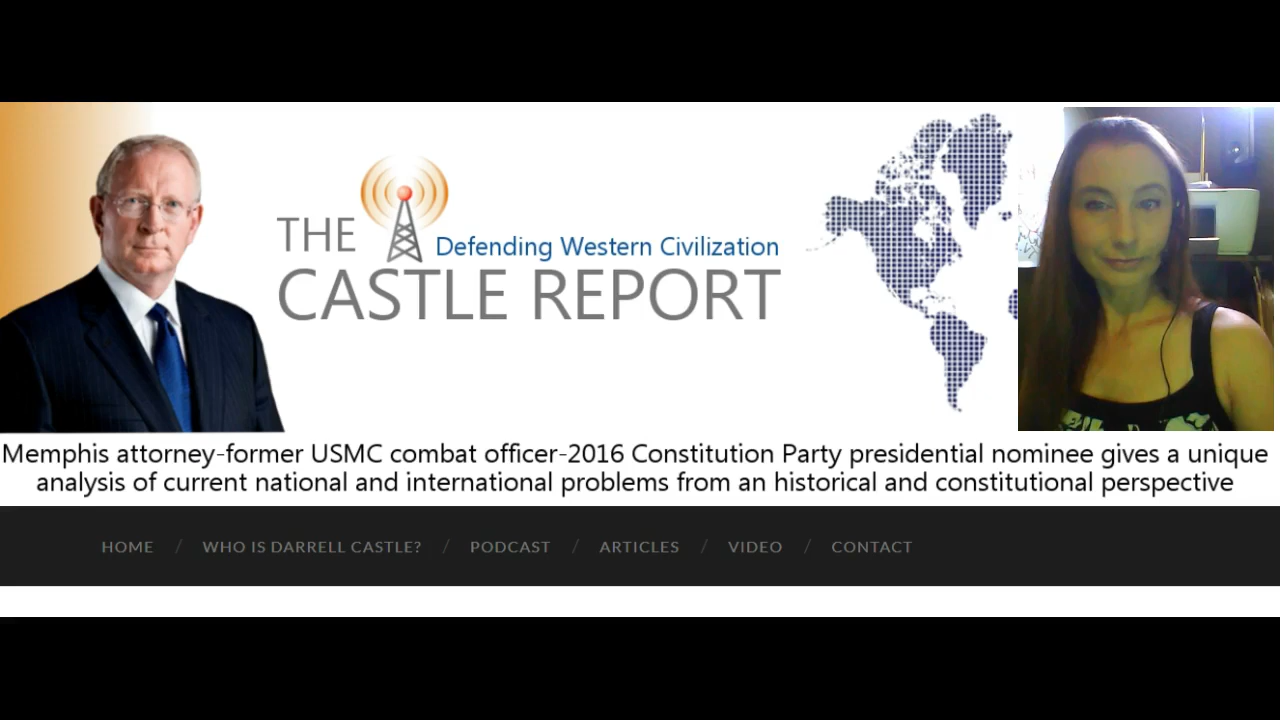 THE
Defending Western Civilization
CASTLE REPORT
Memphis attorney-former USMC combat officer-2016 Constitution Party presidential nominee gives a unique
analysis of current national and international problems from an historical and constitutional perspective
HOME / WHO IS DARRELL CASTLE? / PODCAST / ARTICLES / VIDEO / CONTACT